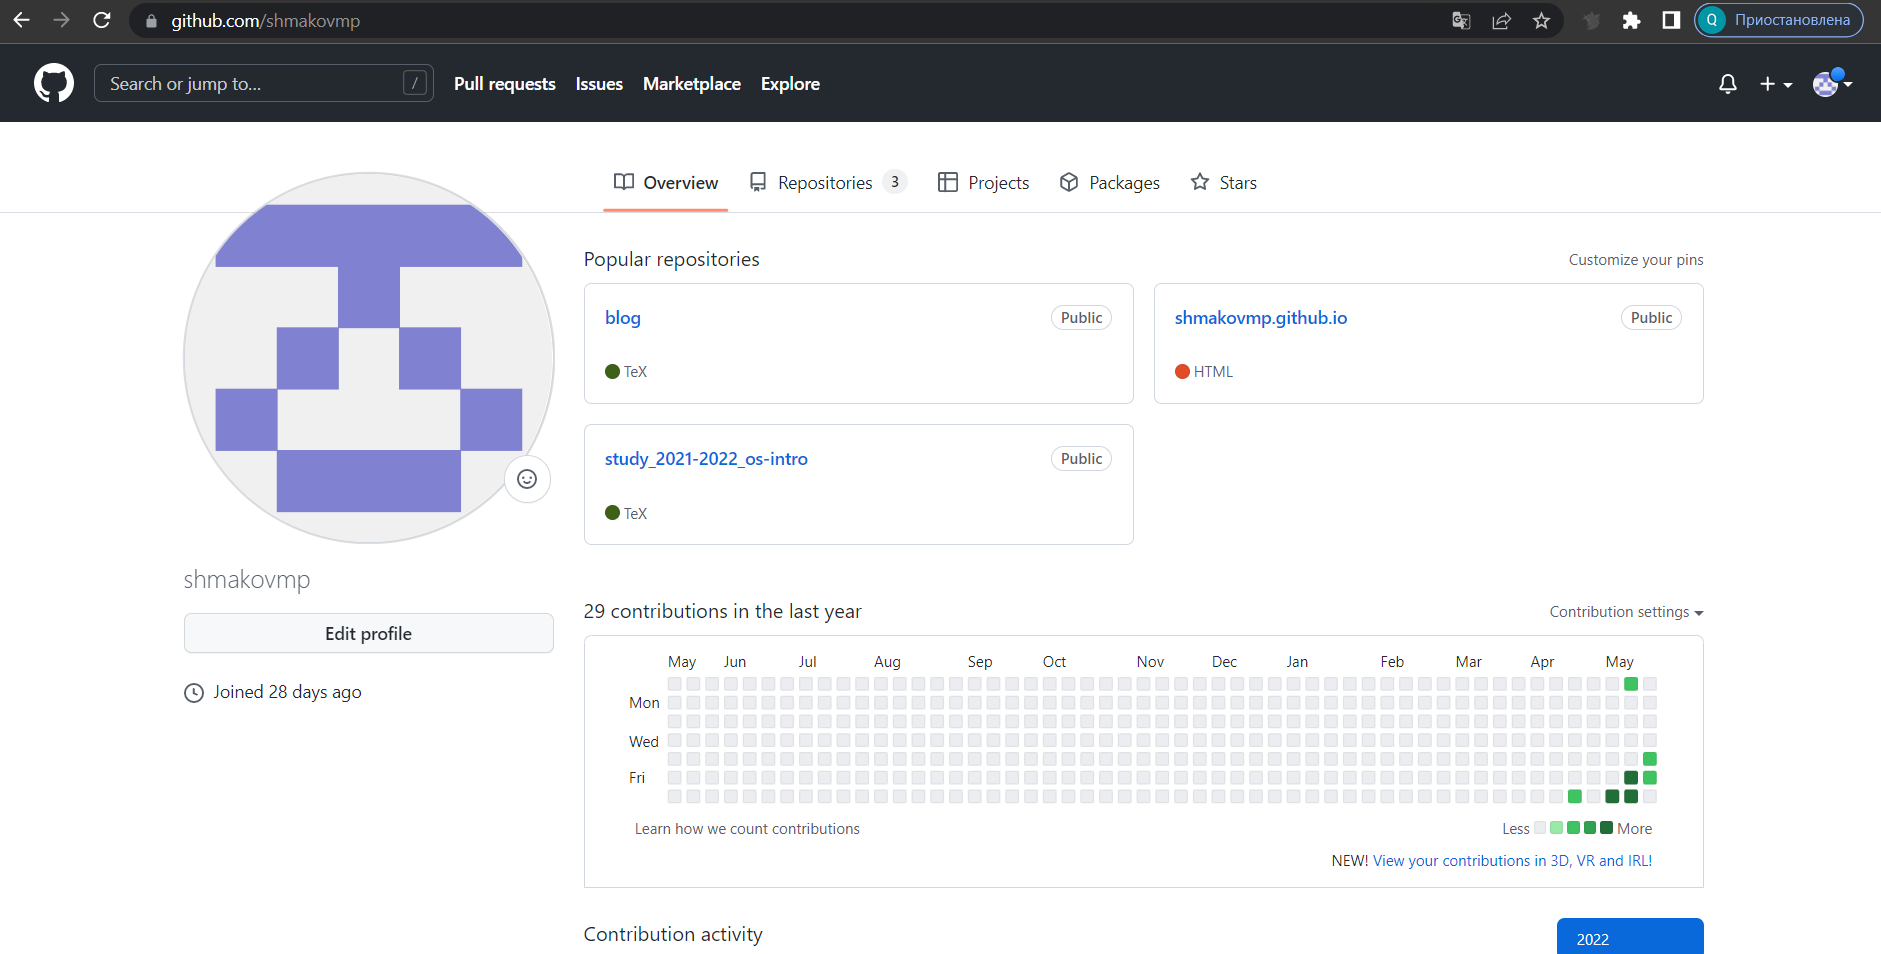 github.com/shmakovmp
Q Приостановлена
Search or jump to... /
Pull requests Issues Marketplace Explore
Overview Repositories 3 Projects Packages Stars
Popular repositories Customize your pins
blog Public
TeX
shmakovmp.github.io Public
HTML
study_2021-2022_os-intro Public
TeX
shmakovmp
Edit profile
Joined 28 days ago
29 contributions in the last year Contribution settings
May Jun Jul Aug Sep Oct Nov Dec Jan Feb Mar Apr May
Mon
Wed
Fri
Learn how we count contributions Less More
NEW! View your contributions in 3D, VR and IRL!
Contribution activity 2022